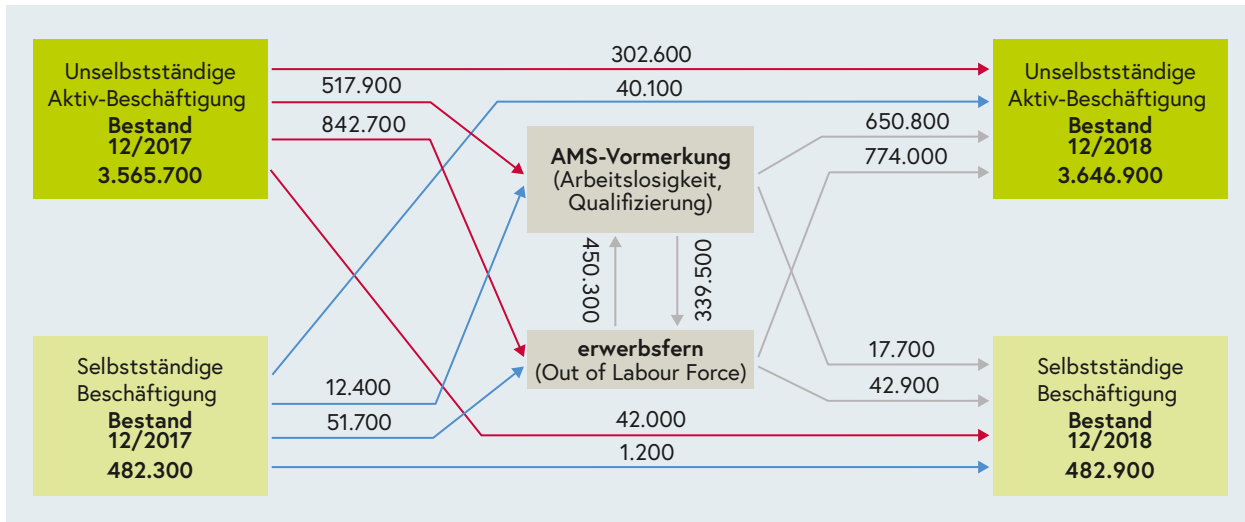 Unselbstständige
Aktiv-Beschäftigung
Bestand
12/2017
3.565.700
517.900
842.700
302.600
40.100
AMS-Vormerkung
(Arbeitslosigkeit,
Qualifizierung)
650.800
774.000
Unselbstständige
Aktiv-Beschäftigung
Bestand
12/2018
3.646.900
450.300
339.500
Selbstständige
Beschäftigung
Bestand
12/2017
482.300
12.400
51.700
erwerbsfern
(Out of Labour Force)
17.700
42.900
42.000
1.200
Selbstständige
Beschäftigung
Bestand
12/2018
482.900